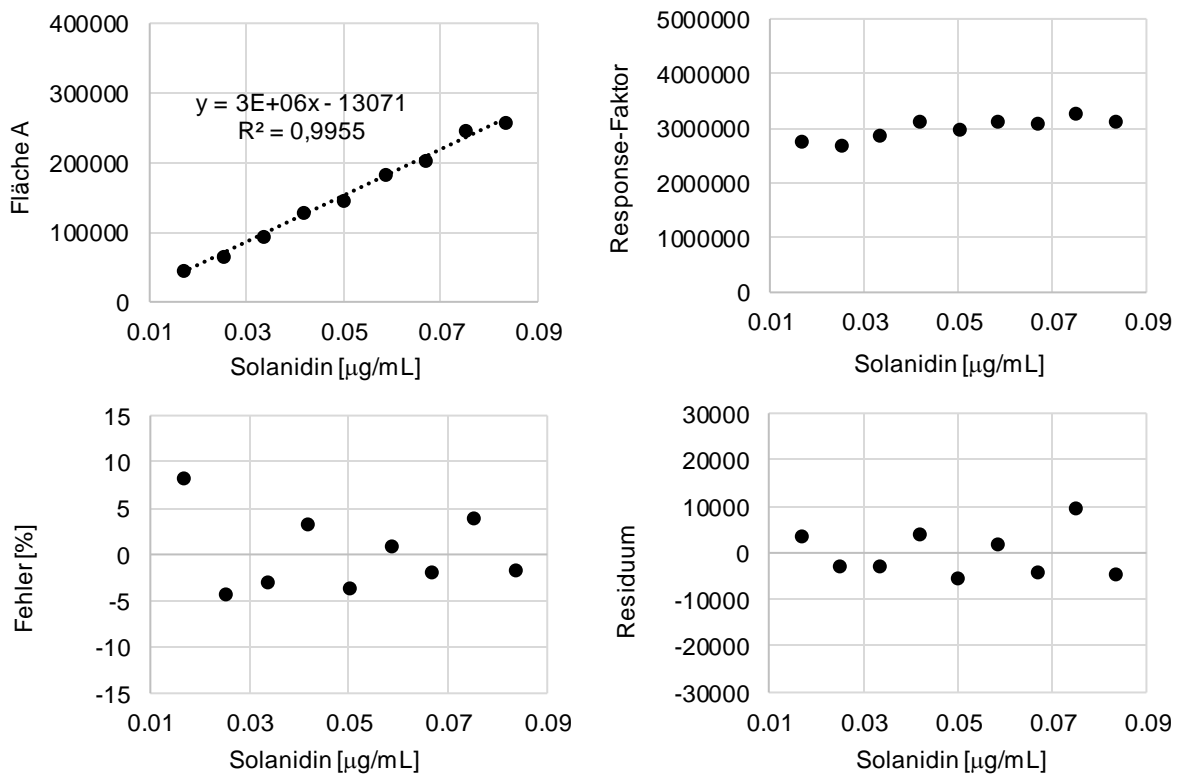 Fläche A
400000
300000
200000
100000
0
y = 3E+06x - 13071
R² = 0,9955
0.01 0.03 0.05 0.07 0.09
Solanidin [µg/mL]
Response-Faktor
5000000
4000000
3000000
2000000
1000000
0
0.01 0.03 0.05 0.07 0.09
Solanidin [µg/mL]
Fehler [%]
15
10
5
0
-5
-10
-15
0.01 0.03 0.05 0.07 0.09
Solanidin [µg/mL]
Residuum
30000
20000
10000
0
-10000
-20000
-30000
0.01 0.03 0.05 0.07 0.09
Solanidin [µg/mL]